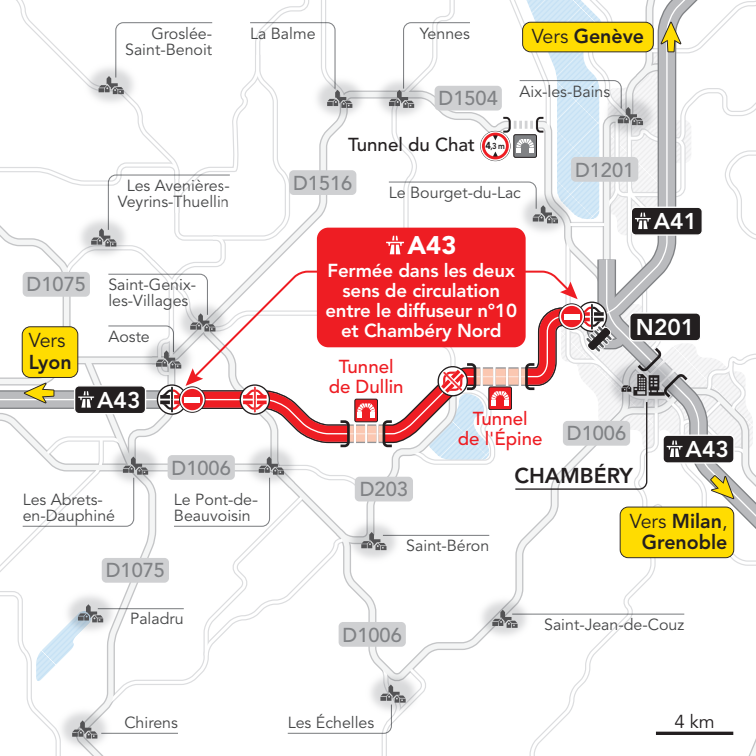 Groslée-
Saint-Benoit
La Balme
Yennes
Vers Genève
D1504
Aix-les-Bains
Tunnel du Chat
4,3 m
D1516
D1201
Les Avenières-
Veyrins-Thuellin
Le Bourget-du-Lac
A41
A43
Fermée dans les deux
sens de circulation
entre le diffuseur n°10
et Chambéry Nord
D1075
Saint-Genix-
les-Villages
Vers
Lyon
Aoste
N201
Tunnel
de Dullin
A43
Tunnel
de l'Épine
D1006
A43
D1006
CHAMBÉRY
D203
Les Abrets-
en-Dauphiné
Le Pont-de-
Beauvoisin
Vers Milan,
Grenoble
Saint-Béron
D1075
Paladru
D1006
Saint-Jean-de-Couz
Chirens
Les Échelles
4 km